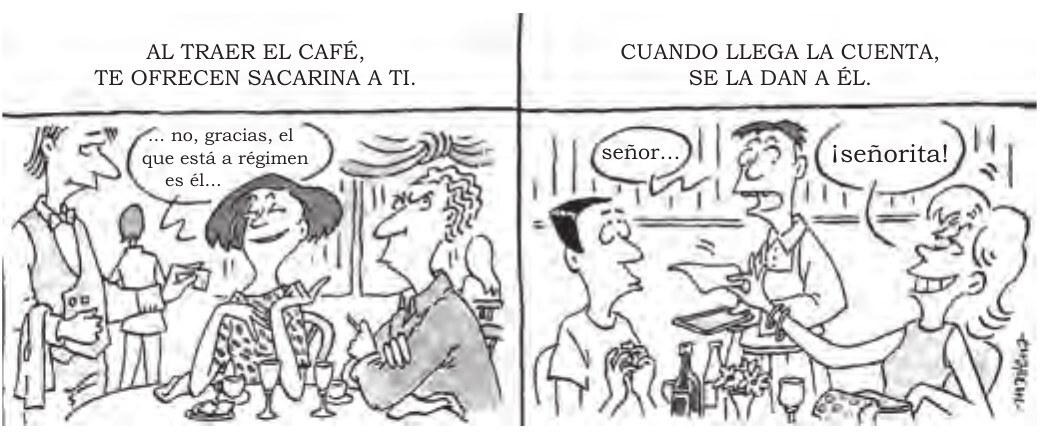 AL TRAER EL CAFÉ,
TE OFRECEN SACARINA A TI.
... no, gracias, el
que está a régimen
es él...
CUANDO LLEGA LA CUENTA,
SE LA DAN A ÉL.
señor...
¡señorita!